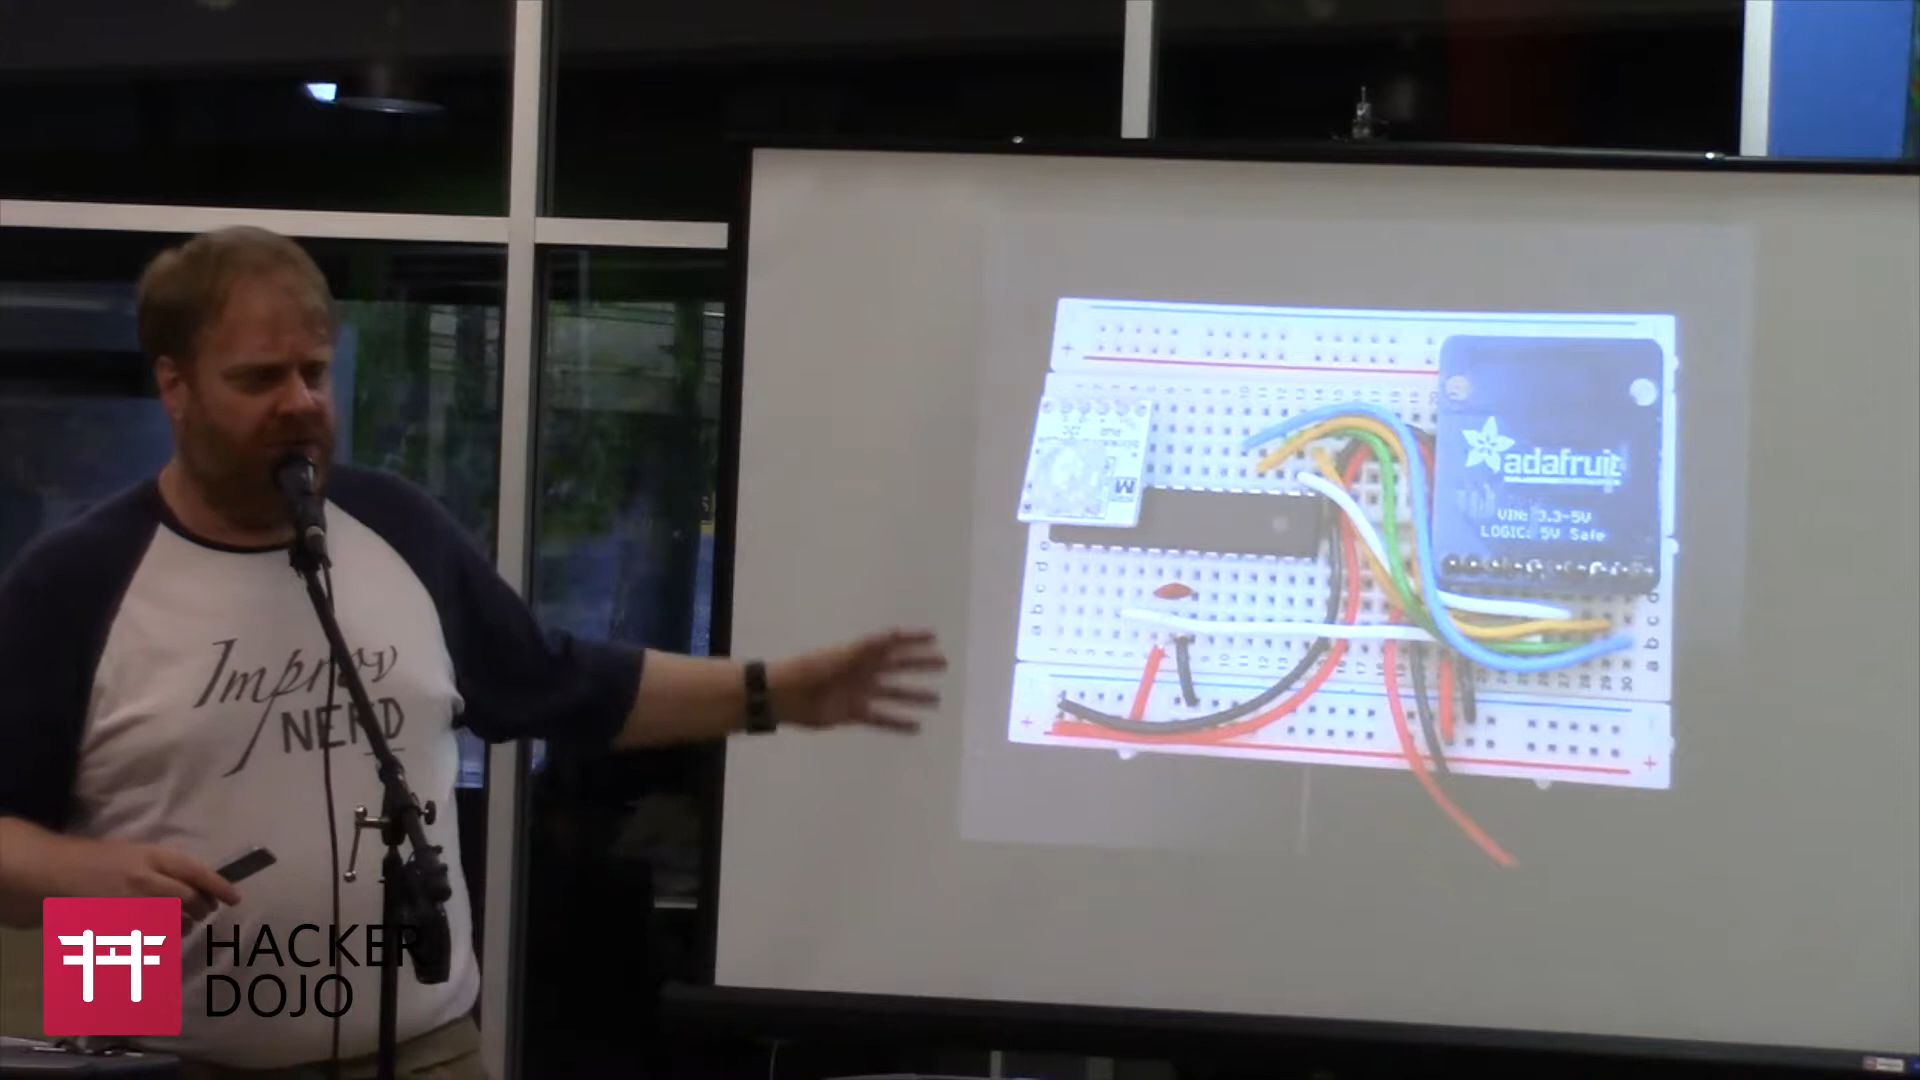 Improv
NERD
adafruit
VIN: 3.3-5V
LOGIC: 5V Safe
HACKER
DOJO